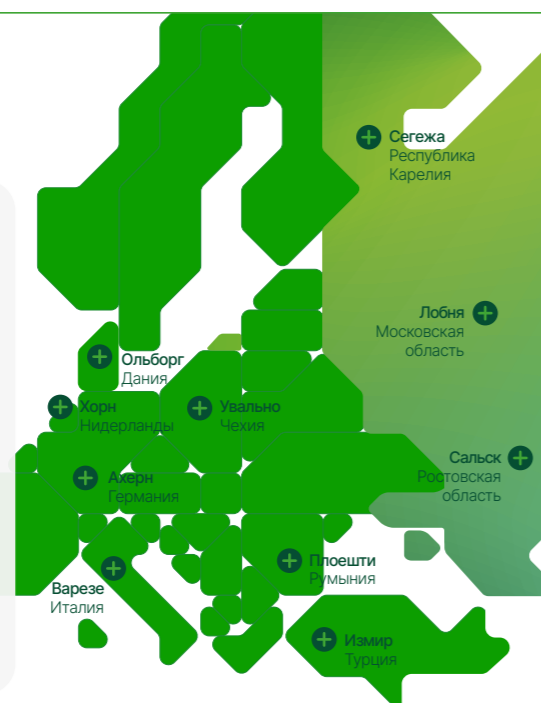 Сегежа
Республика
Карелия
Лобня
Московская
область
Ольборг
Дания
Хорн
Нидерланды
Увально
Чехия
Сальск
Ростовская
область
Ахерн
Германия
Плоешти
Румыния
Варезе
Италия
Измир
Турция